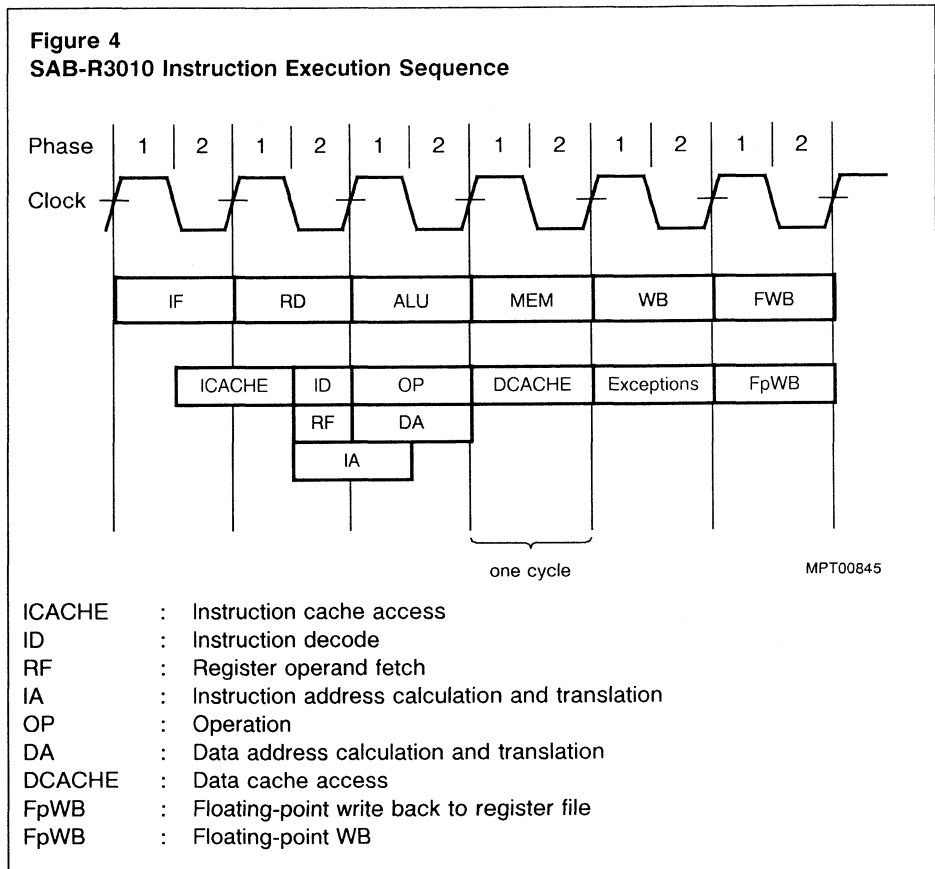 Figure 4
SAB-R3010 Instruction Execution Sequence
Phase 1 2 1 2 1 2 1 2 1 2 1 2
Clock
IF RD ALU MEM WB FWB
ICACHE ID OP DCACHE Exceptions FpWB
RF DA
IA
one cycle
MPT00845
ICACHE : Instruction cache access
ID : Instruction decode
RF : Register operand fetch
IA : Instruction address calculation and translation
OP : Operation
DA : Data address calculation and translation
DCACHE : Data cache access
FpWB : Floating-point write back to register file
FpWB : Floating-point WB